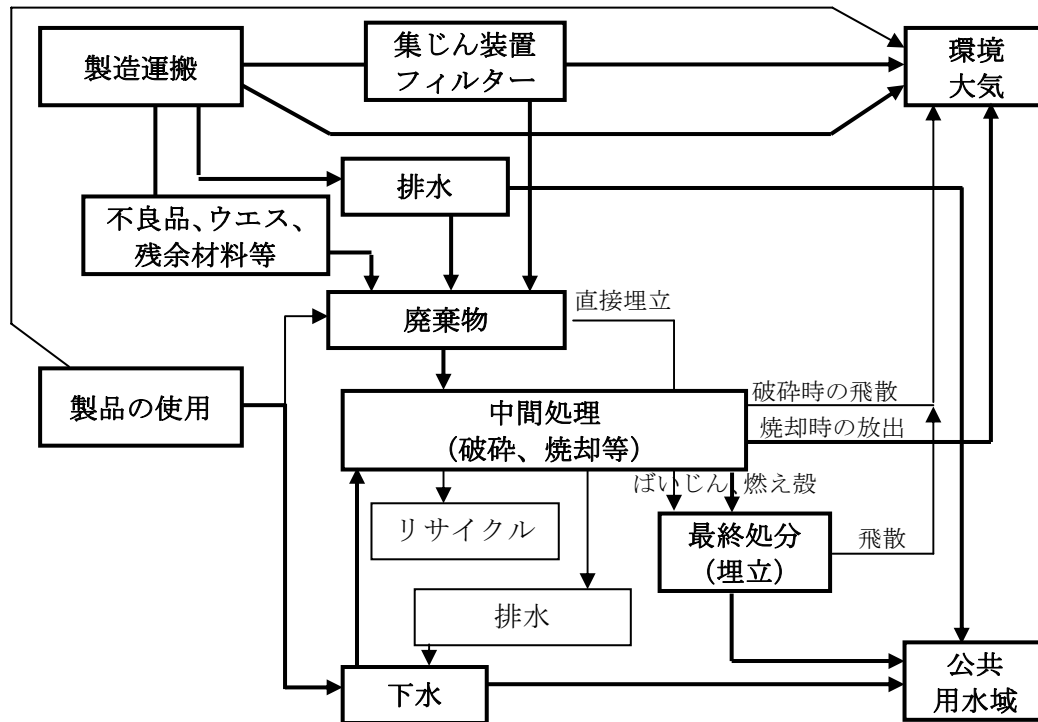 製造運搬
集じん装置
フィルター
環境
大気
排水
不良品、ウエス、
残余材料等
廃棄物
直接埋立
製品の使用
中間処理
(破砕、焼却等)
破砕時の飛散
焼却時の放出
ばいじん、燃え殻
リサイクル
最終処分
(埋立)
飛散
排水
下水
公共
用水域